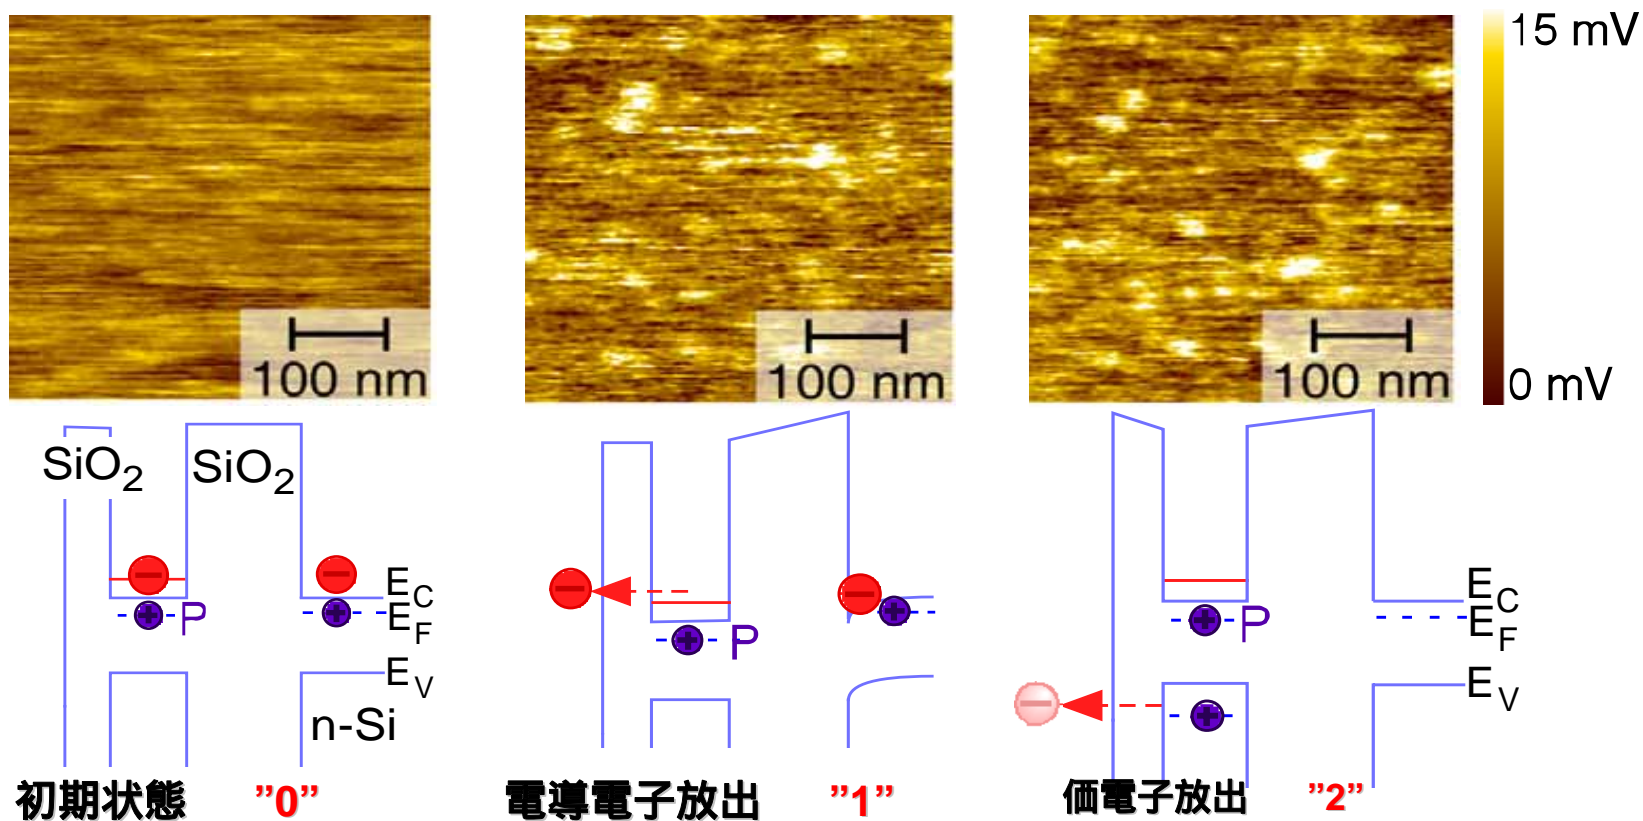 15 mV
100 nm
100 nm
100 nm
0 mV
SiO2
SiO2
EC
P
EF
EV
n-Si
P
EC
P
EF
EV
初期状態 ”0”
電導電子放出 ”1”
価電子放出 ”2”